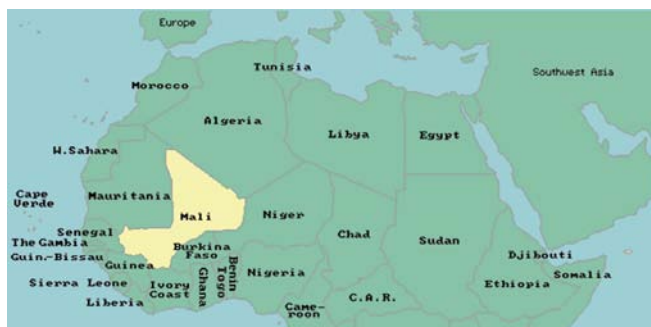 Europe
Tunisia
Morocco
Southuest Asia
Algeria
Libya
Egypt
W.Sahara
Cape
Verde
Mauritania
Mali
Niger
Chad
Sudan
Senegal
The Gambia
Guin.-Bissau
Burkina
Faso
Guinea
Djibouti
Somalia
Ethiopia
Sierra Leone
Liberia
Ivory
Coast
Ghana
Togo
Benin
Nigeria
Came-
roon
C.A.R.